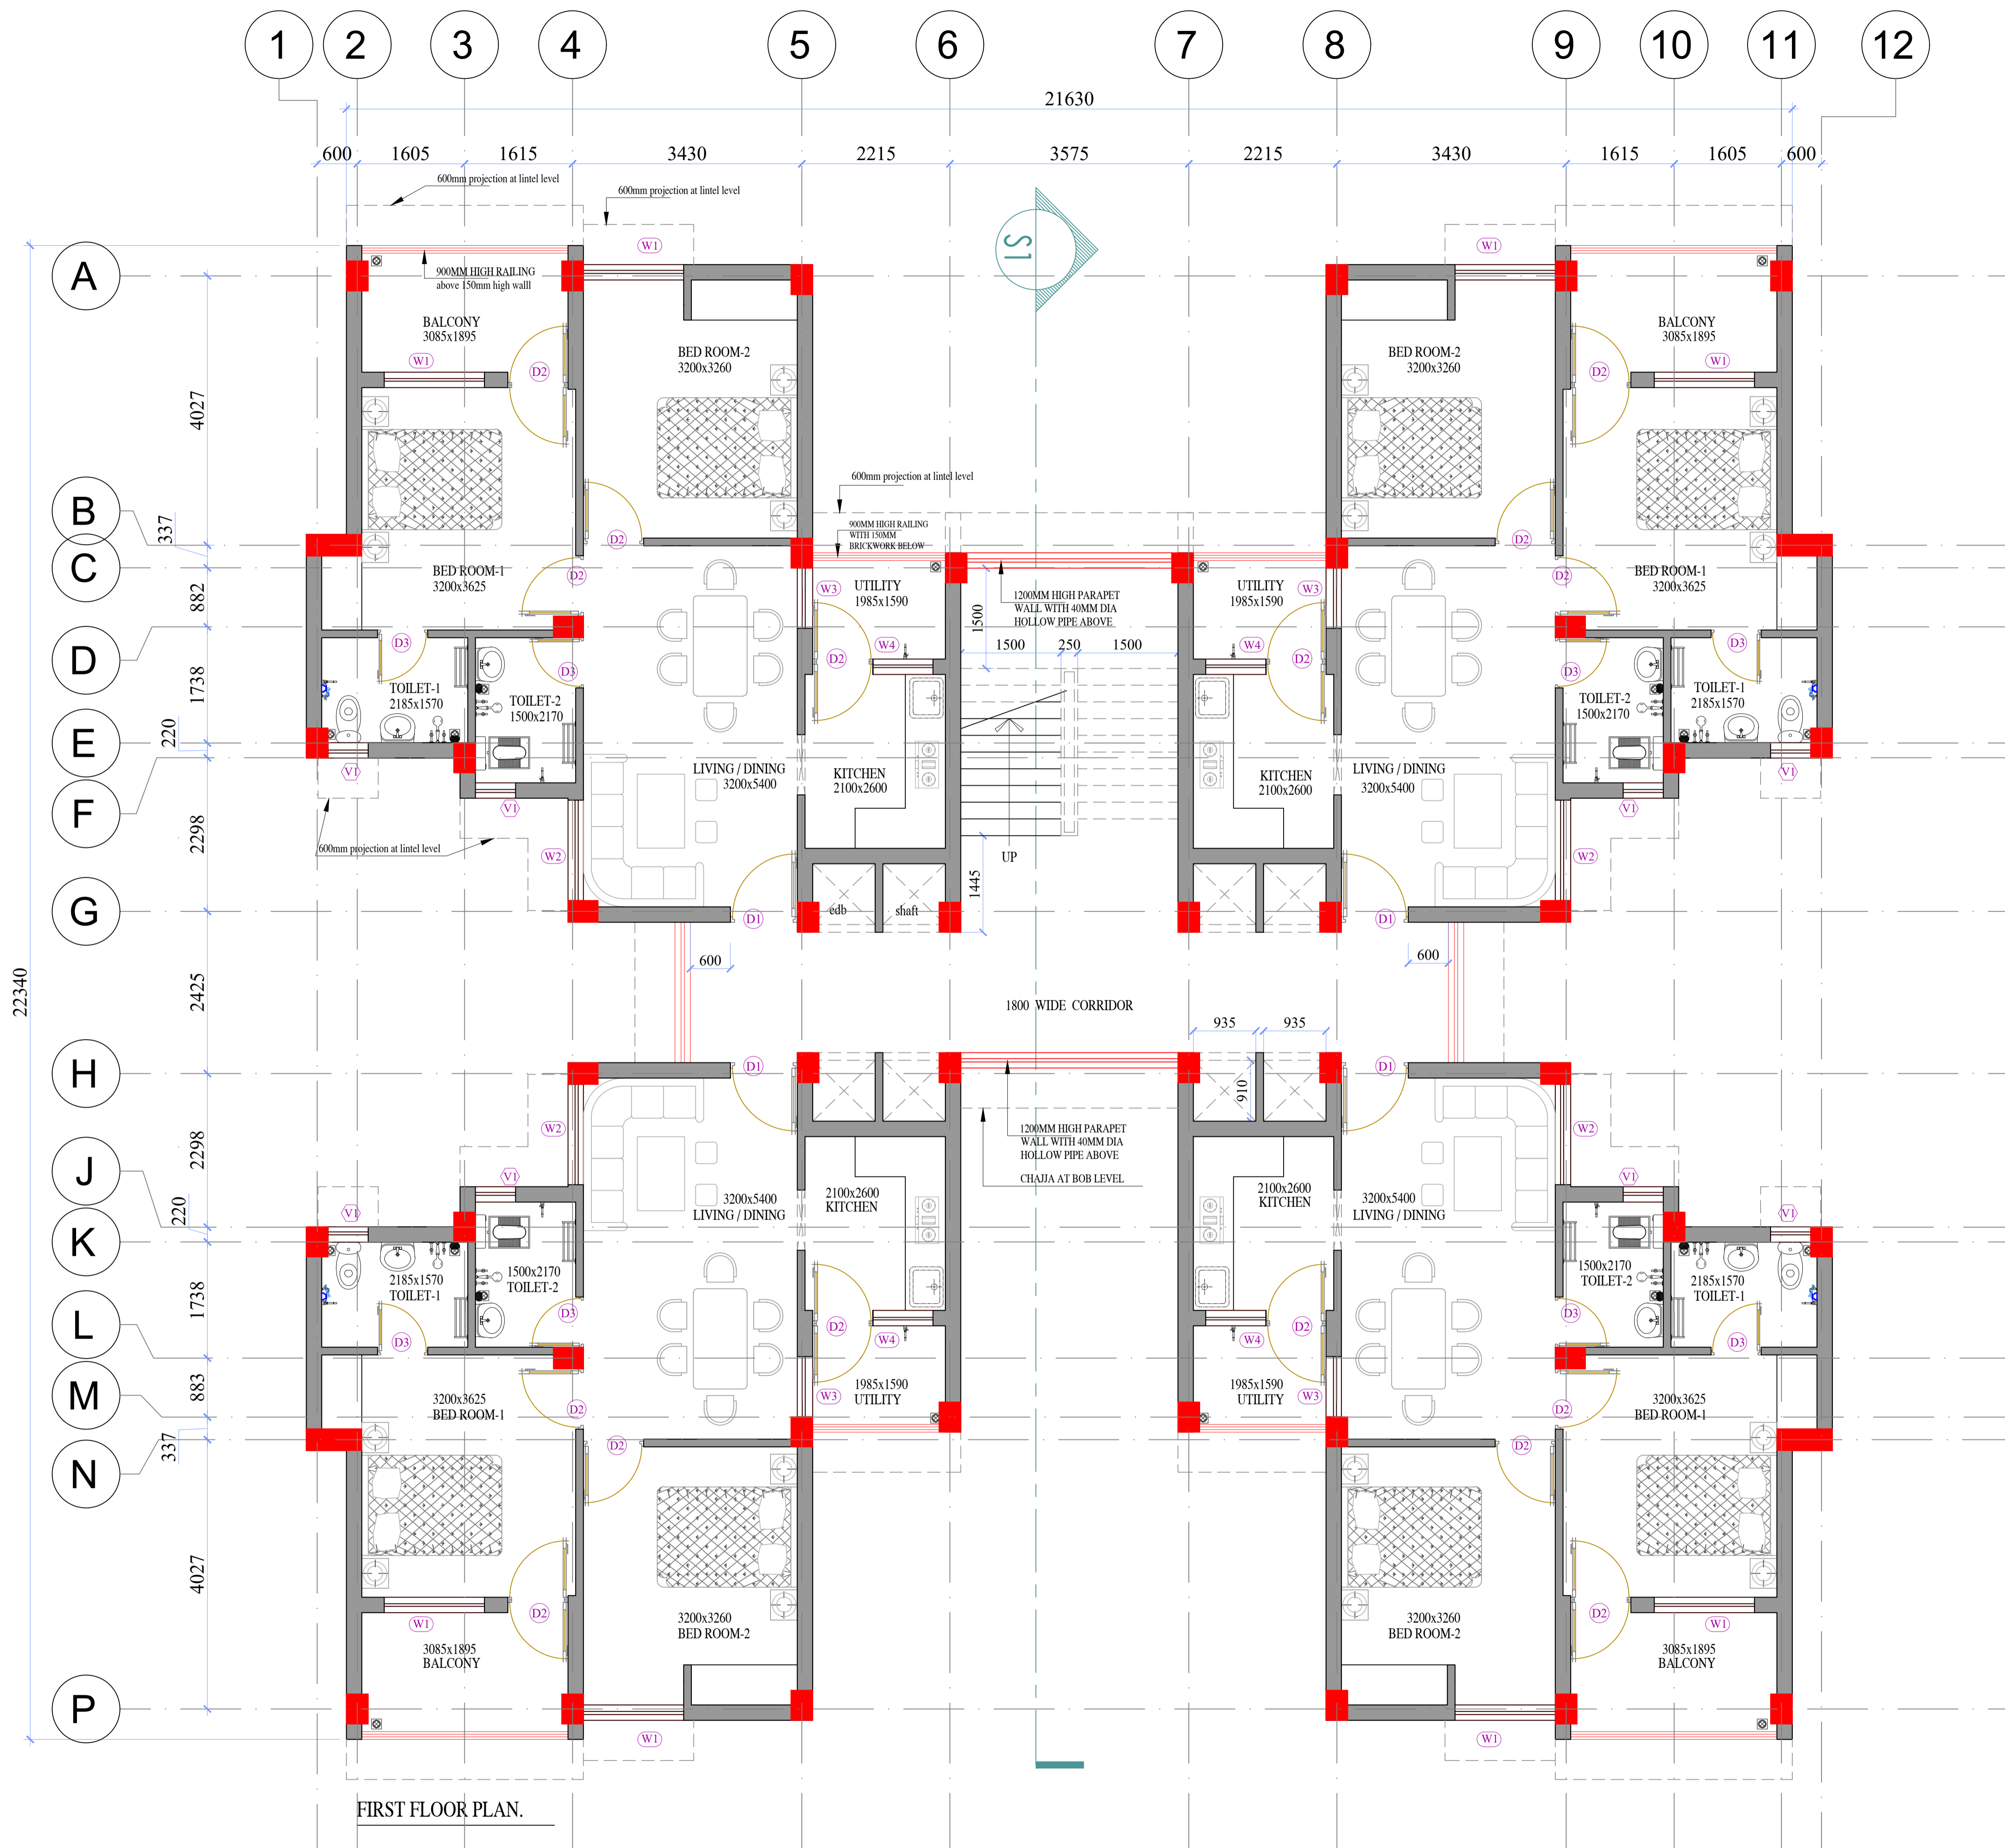 1 2 3 4 5 6 7 8 9 10 11 12
21630
600 1605 1615 3430 2215 3575 2215 3430 1615 1605 600
600mm projection at lintel level
600mm projection at lintel level
W1 S1 W1
A
900MM HIGH RAILING
above 150mm high walll
BALCONY
3085x1895
BED ROOM-2
3200x3260
BED ROOM-2
3200x3260
BALCONY
3085x1895
W1 D2 D2 W1
4027
600mm projection at lintel level
B
337
900MM HIGH RAILING
WITH 150MM
BRICKWORK BELOW
D2 D2
C
BED ROOM-1
3200x3625
D2
UTILITY
1985x1590
W3
UTILITY
1985x1590
W3
D2
BED ROOM-1
3200x3625
882
1200MM HIGH PARAPET
WALL WITH 40MM DIA
HOLLOW PIPE ABOVE
1500
1500 250 1500
D
D3 D3 D2 W4 W4 D2 D3 D3
1738
TOILET-1
2185x1570
TOILET-2
1500x2170
TOILET-2
1500x2170
TOILET-1
2185x1570
E
220
V1 V1
LIVING / DINING
3200x5400
KITCHEN
2100x2600
KITCHEN
2100x2600
LIVING / DINING
3200x5400
F
V1 V1
2298
600mm projection at lintel level
W2 UP W2
1445
G
D1 edb shaft D1
600 600
22340
2425
1800 WIDE CORRIDOR
935 935
H
D1 D1
910
1200MM HIGH PARAPET
WALL WITH 40MM DIA
HOLLOW PIPE ABOVE
CHAJJA AT BOB LEVEL
W2 W2
2298
J
V1 V1
3200x5400
LIVING / DINING
2100x2600
KITCHEN
2100x2600
KITCHEN
3200x5400
LIVING / DINING
220
V1 V1
K
2185x1570
TOILET-1
1500x2170
TOILET-2
1500x2170
TOILET-2
2185x1570
TOILET-1
1738
L
D3 D3 D2 W4 W4 D2 D3 D3
883
M
3200x3625
BED ROOM-1
D2
W3
1985x1590
UTILITY
1985x1590
UTILITY
W3
D2
3200x3625
BED ROOM-1
337
D2 D2
N
4027
W1 D2 D2 W1
3085x1895
BALCONY
3200x3260
BED ROOM-2
3200x3260
BED ROOM-2
3085x1895
BALCONY
P
W1 W1
FIRST FLOOR PLAN.